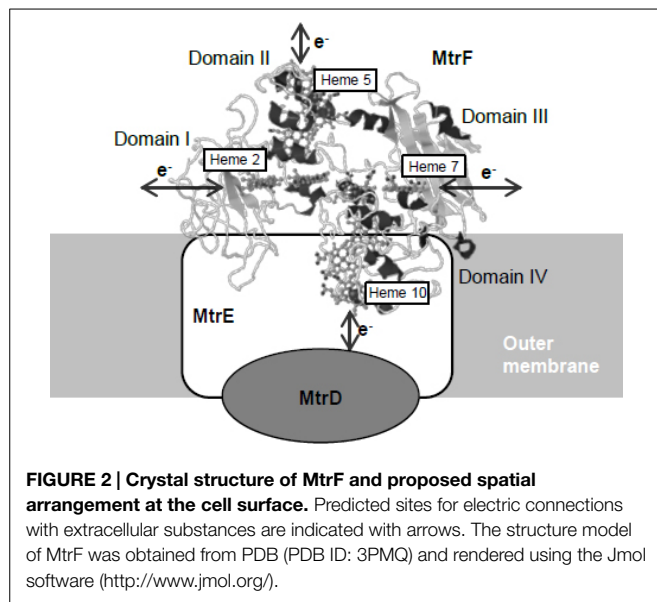 e-
Domain II
MtrF
Heme 5
Domain III
Domain I
Heme 2
Heme 7
e-
e-
Domain IV
Heme 10
MtrE
e-
Outer
membrane
MtrD
FIGURE 2 | Crystal structure of MtrF and proposed spatial
arrangement at the cell surface. Predicted sites for electric connections
with extracellular substances are indicated with arrows. The structure model
of MtrF was obtained from PDB (PDB ID: 3PMQ) and rendered using the Jmol
software (http://www.jmol.org/).